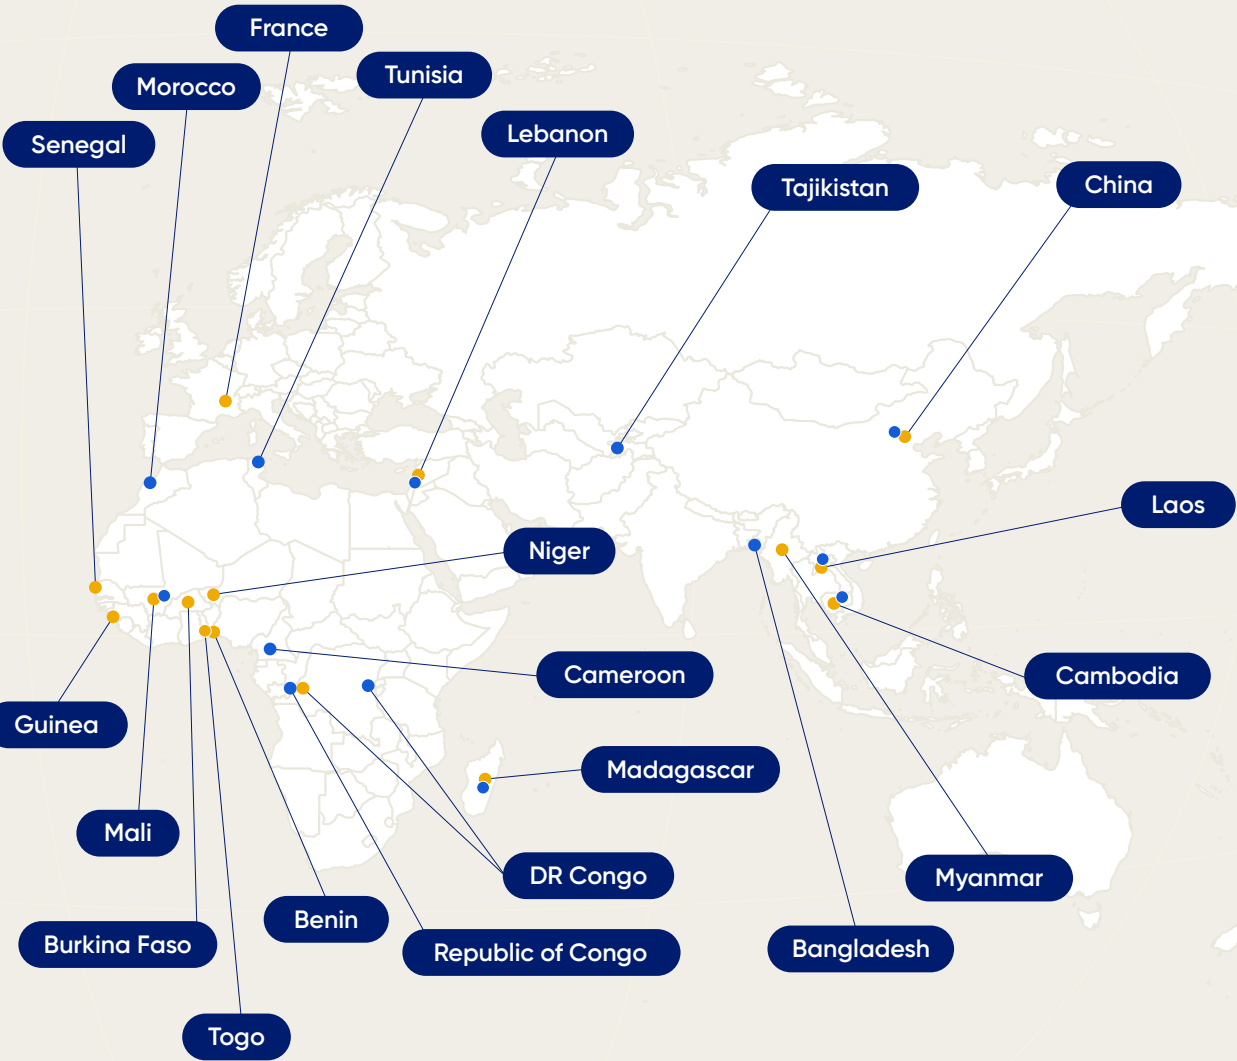 France
Tunisia
Morocco
Lebanon
Senegal
Tajikistan
China
Laos
Niger
Cameroon
Cambodia
Guinea
Madagascar
Mali
DR Congo
Myanmar
Benin
Burkina Faso
Republic of Congo
Bangladesh
Togo